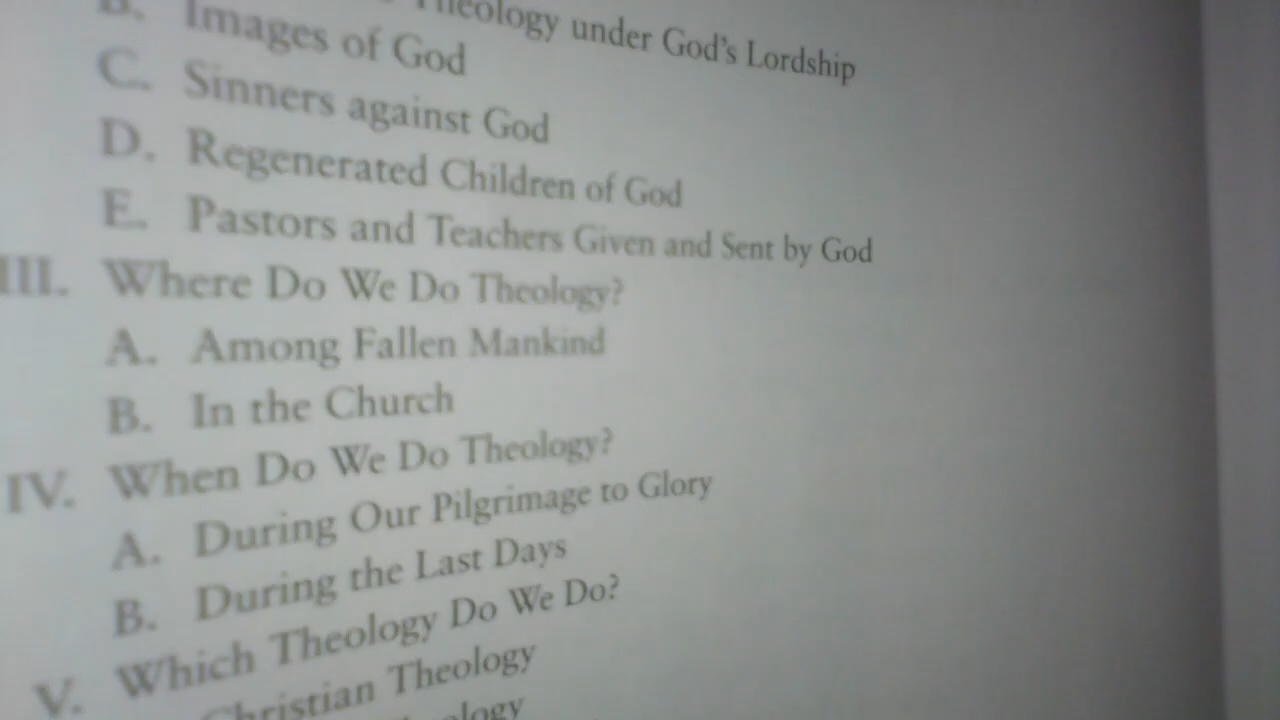 Theology under God's Lordship
B. Images of God
C. Sinners against God
D. Regenerated Children of God
E. Pastors and Teachers Given and Sent by God
III. Where Do We Do Theology?
A. Among Fallen Mankind
B. In the Church
IV. When Do We Do Theology?
A. During Our Pilgrimage to Glory
B. During the Last Days
V. Which Theology Do We Do?
Christian Theology